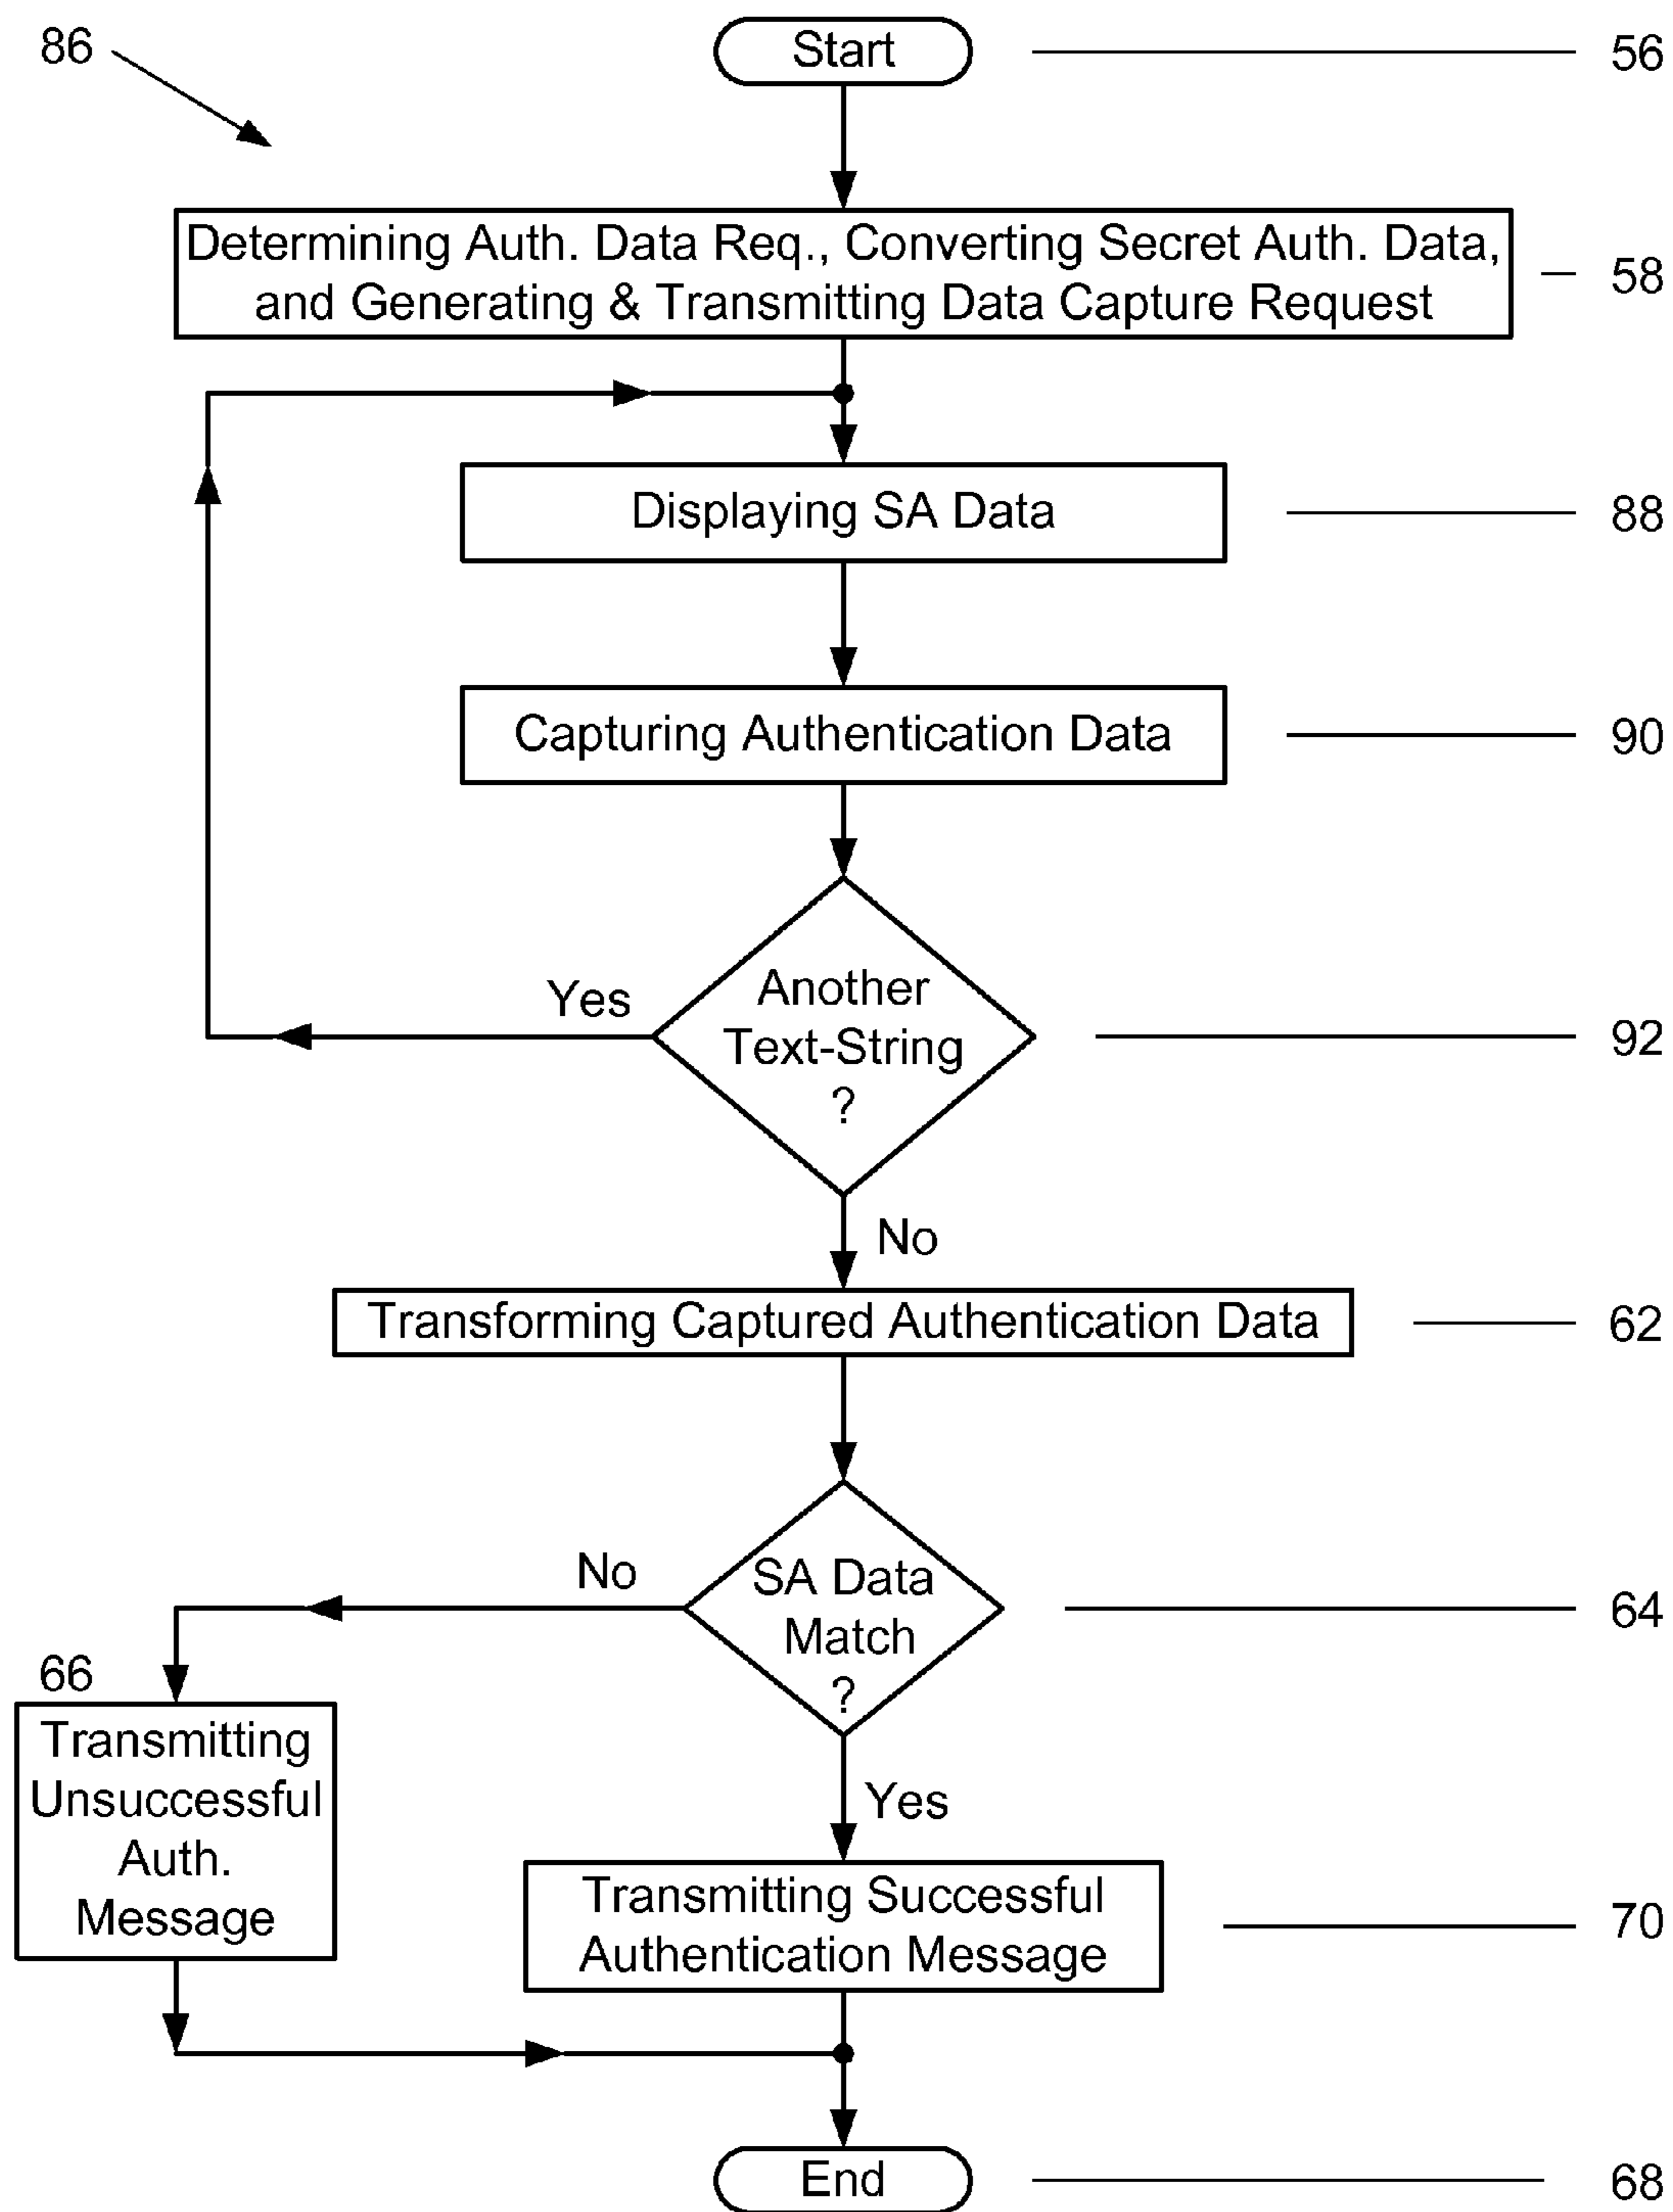 86
Start
56
Determining Auth. Data Req., Converting Secret Auth. Data,
and Generating & Transmitting Data Capture Request
58
Displaying SA Data
88
Capturing Authentication Data
90
Yes
Another
Text-String
?
92
No
Transforming Captured Authentication Data
62
No
SA Data
Match
?
64
66
Transmitting
Unsuccessful
Auth.
Message
Yes
Transmitting Successful
Authentication Message
70
End
68